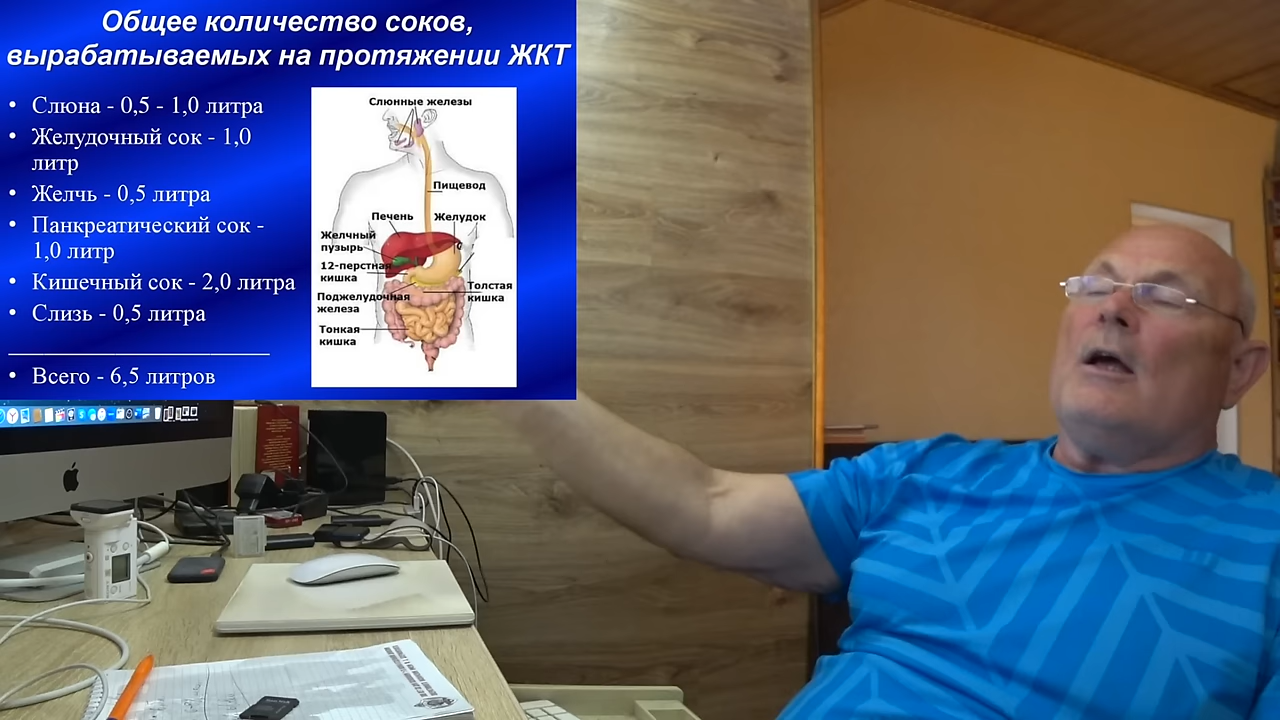 Общее количество соков,
вырабатываемых на протяжении ЖКТ
• Слюна - 0,5 - 1,0 литра
• Желудочный сок - 1,0
литр
• Желчь - 0,5 литра
• Панкреатический сок -
1,0 литр
• Кишечный сок - 2,0 литра
• Слизь - 0,5 литра
• Всего - 6,5 литров
Слюнные железы
Пищевод
Печень
Желудок
Желчный
пузырь
12-перстная
кишка
Толстая
кишка
Поджелудочная
железа
Тонкая
кишка